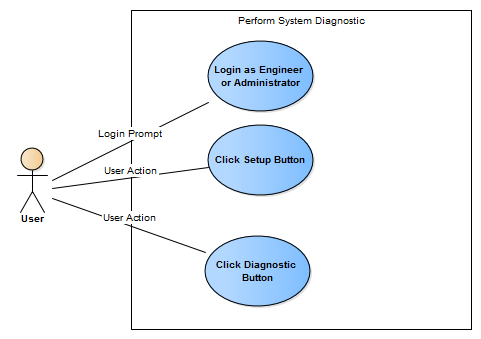 Perform System Diagnostic
Login as Engineer
or Administrator
Login Prompt
Click Setup Button
User Action
User
User Action
Click Diagnostic
Button